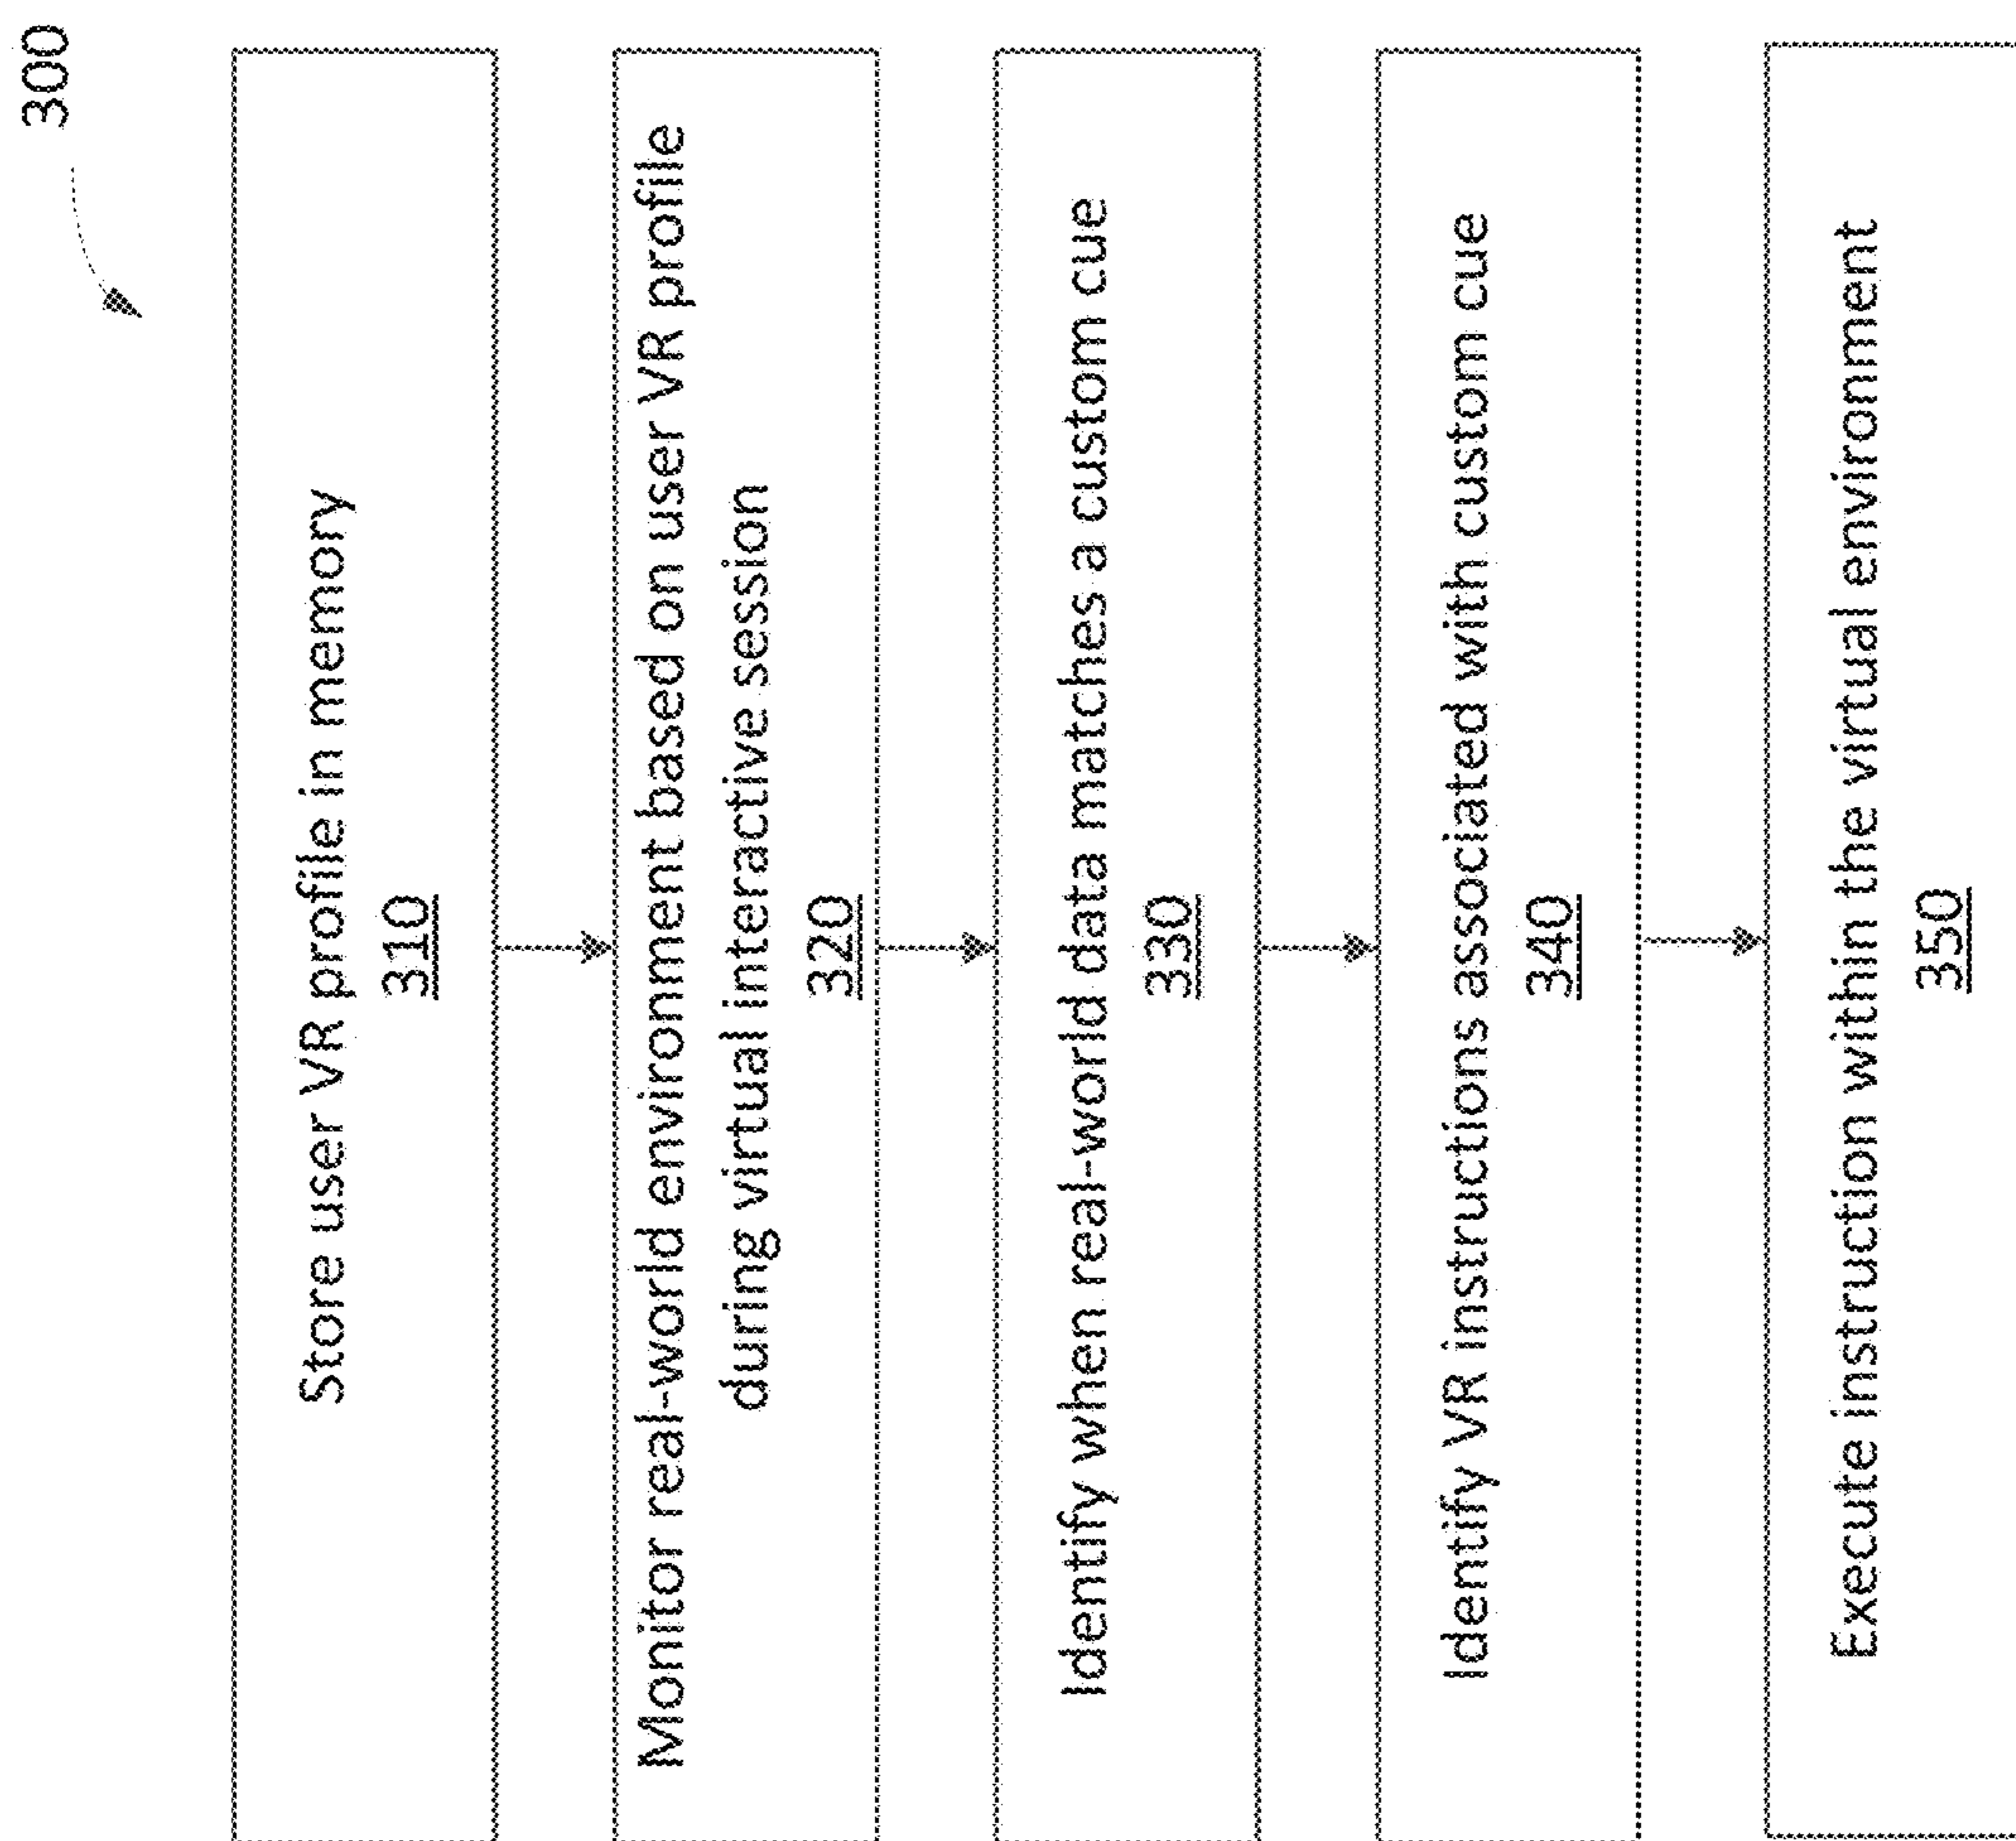 300
Store user VR profile in memory
310
Monitor real-world environment based on user VR profile
during virtual interactive session
320
Identify when real-world data matches a custom cue
330
Identify VR instructions associated with custom cue
340
Execute instruction within the virtual environment
350